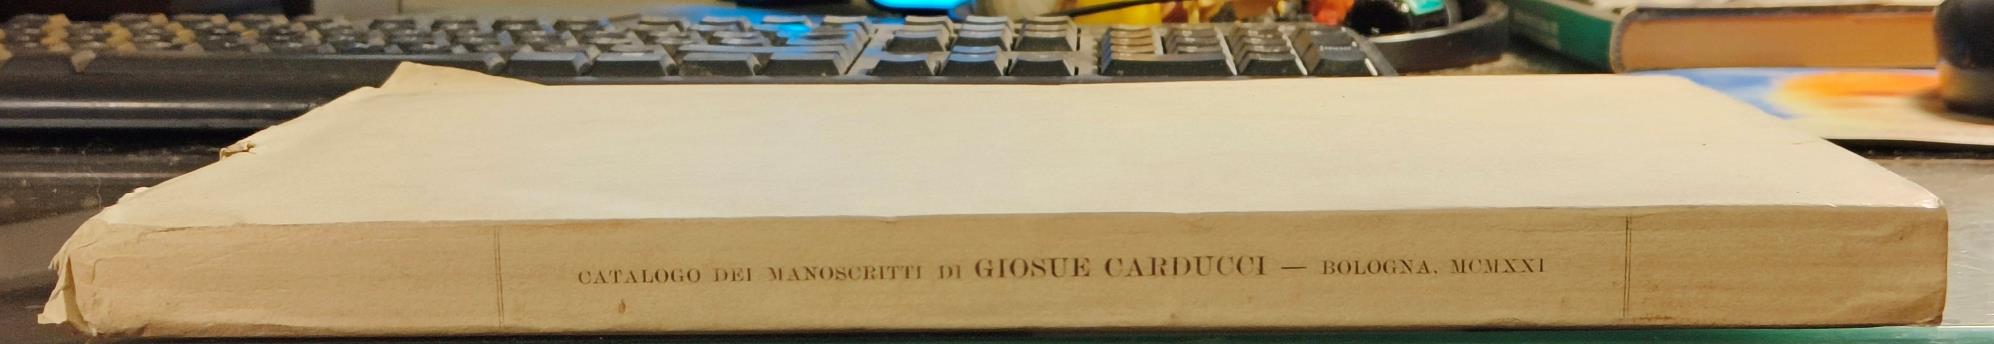 CATALOGO DEI MANOSCRITTI DI GIOSUE CARDUCCI — BOLOGNA, MCMXXI